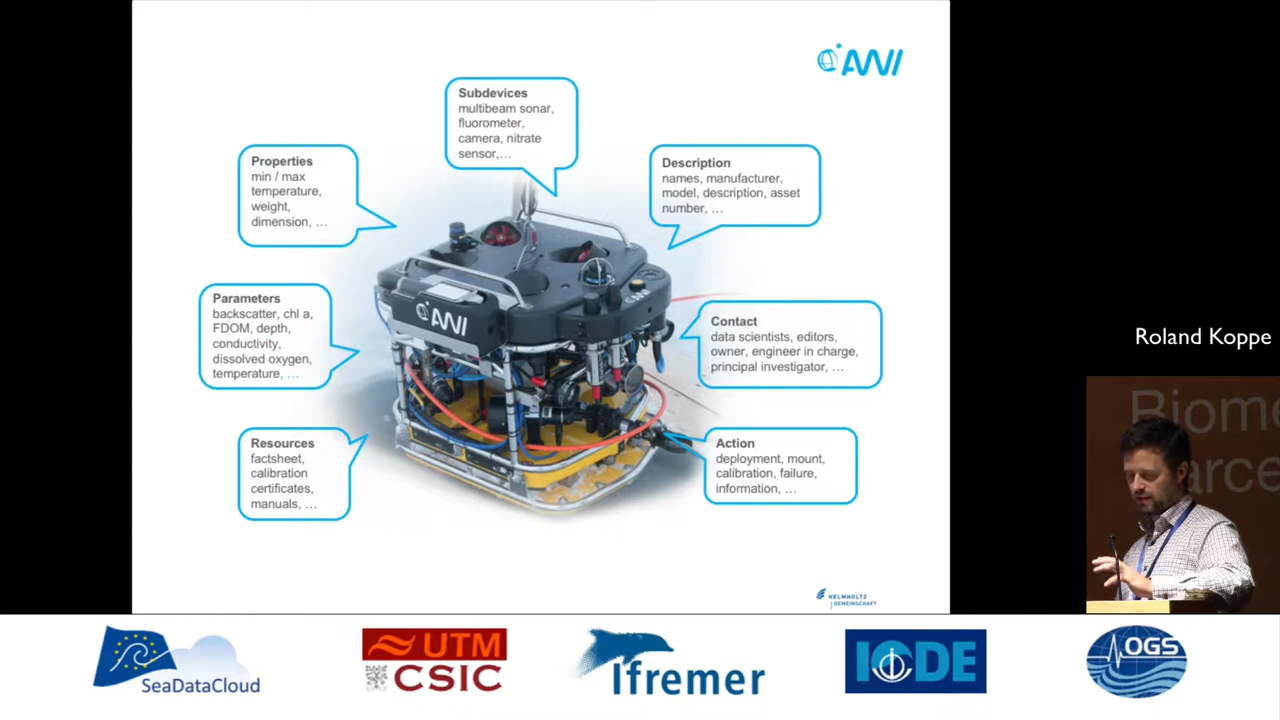 AWI
Subdevices
multibeam sonar,
fluorometer,
camera, nitrate
sensor,…
Properties
min / max
temperature,
weight,
dimension, …
Description
names, manufacturer,
model, description, asset
number, …
Parameters
backscatter, chl a,
FDOM, depth,
conductivity,
dissolved oxygen,
temperature, …
AWI
Contact
data scientists, editors,
owner, engineer in charge,
principal investigator, …
Resources
factsheet,
calibration
certificates,
manuals, …
Action
deployment, mount,
calibration, failure,
information, …
HELMHOLTZ
GEMEINSCHAFT
Roland Koppe
Biome
arce
SeaDataCloud
UTM
CSIC
Ifremer
IODE
OGS